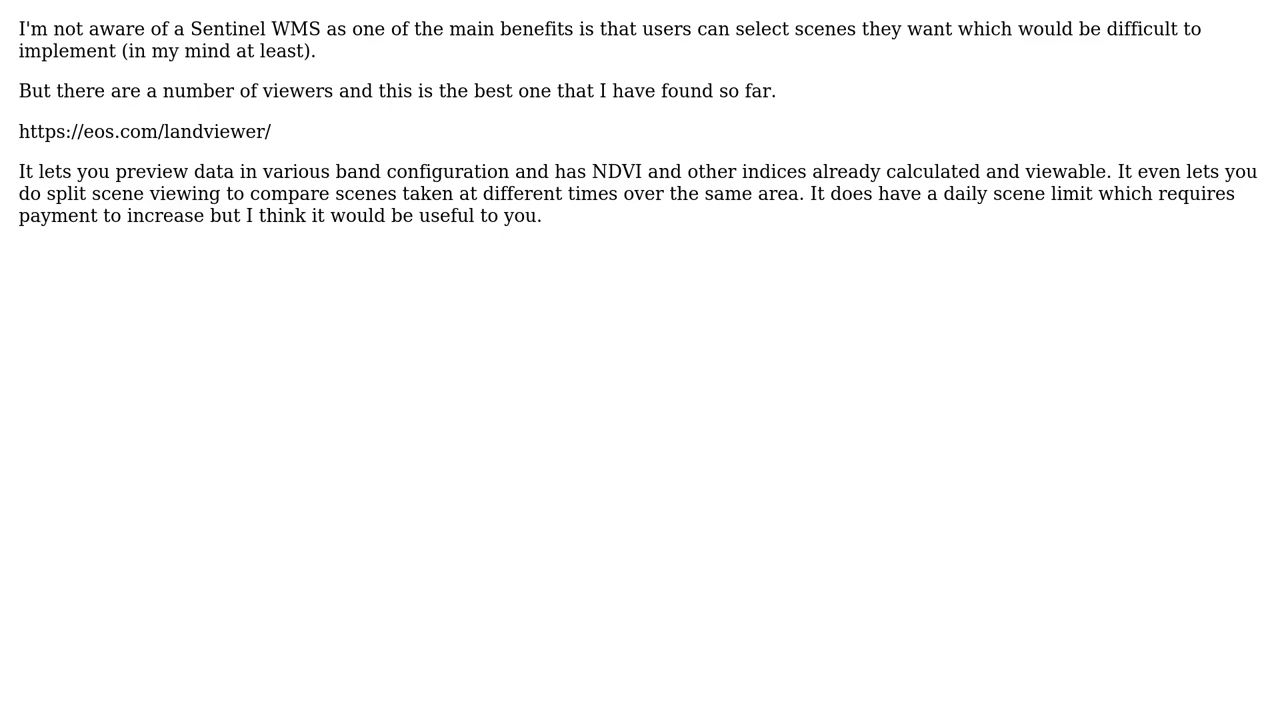 I'm not aware of a Sentinel WMS as one of the main benefits is that users can select scenes they want which would be difficult to
implement (in my mind at least).
But there are a number of viewers and this is the best one that I have found so far.
https://eos.com/landviewer/
It lets you preview data in various band configuration and has NDVI and other indices already calculated and viewable. It even lets you
do split scene viewing to compare scenes taken at different times over the same area. It does have a daily scene limit which requires
payment to increase but I think it would be useful to you.